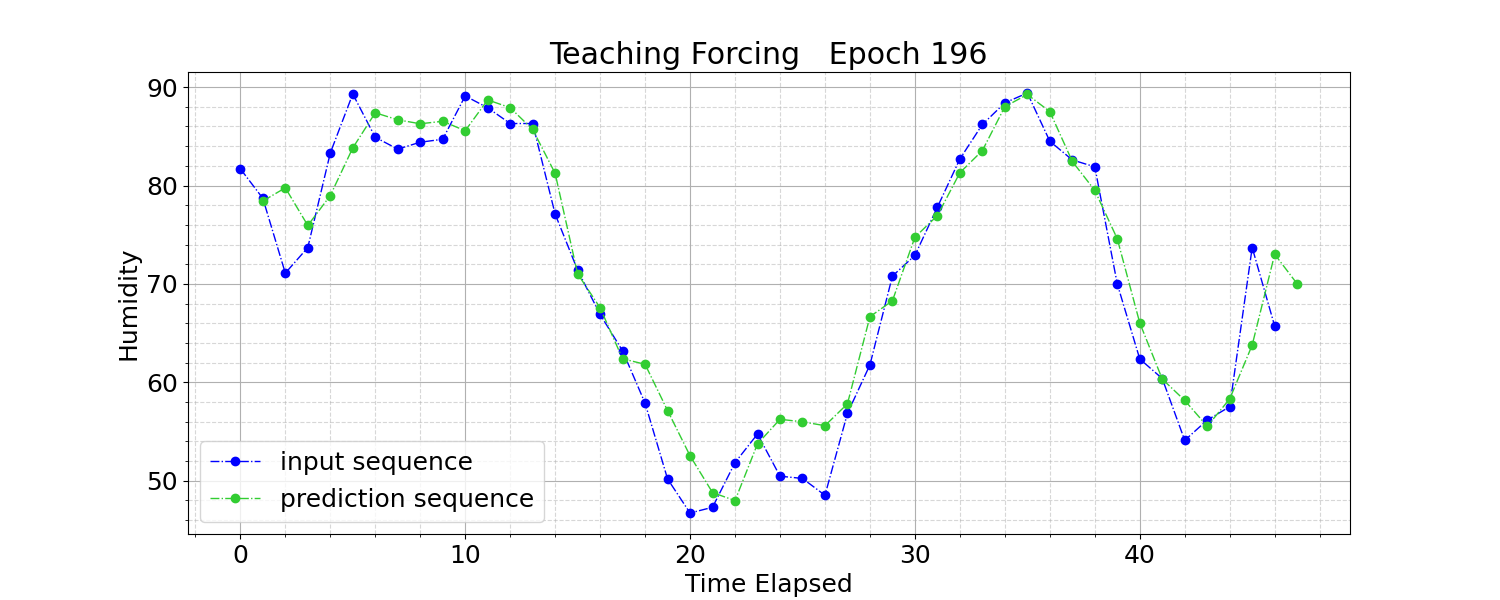 Teaching Forcing   Epoch 196
Humidity
90
80
70
60
50
input sequence
prediction sequence
0 10 20 30 40
Time Elapsed